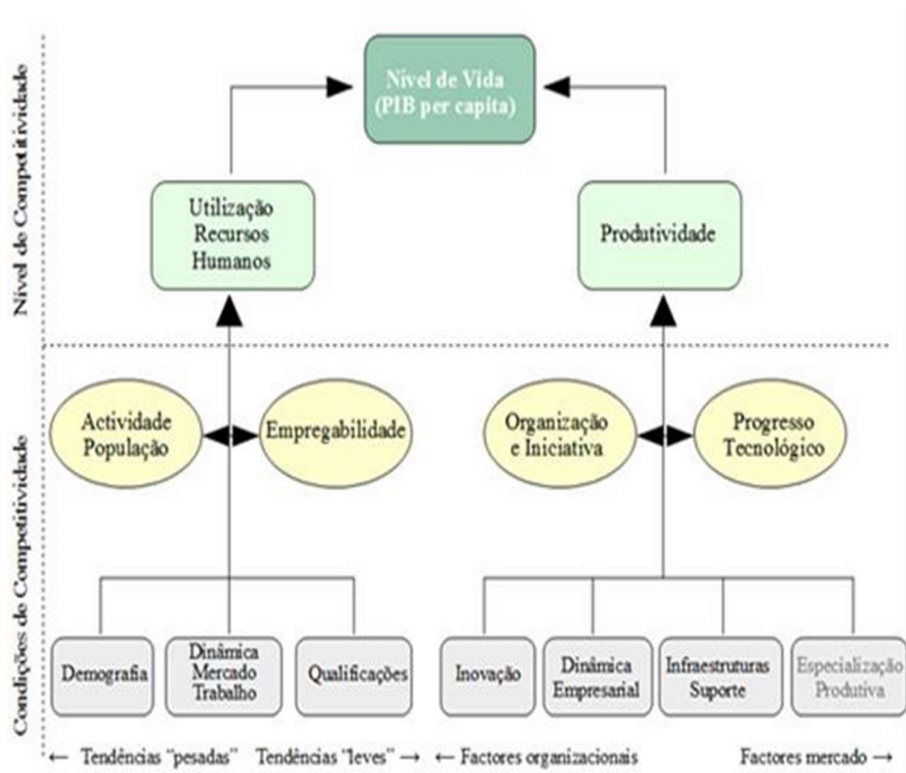 Nível de Competitividade
Nível de Vida
(PIB per capita)
Utilização
Recursos
Humanos
Produtividade
Condições de Competitividade
Actividade
População
Empregabilidade
Organização
e Iniciativa
Progresso
Tecnológico
Demografia
Dinâmica
Mercado
Trabalho
Qualificações
Inovação
Dinâmica
Empresarial
Infraestruturas
Suporte
Especialização
Produtiva
← Tendências “pesadas”
Tendências “leves” →
← Factores organizacionais
Factores mercado →